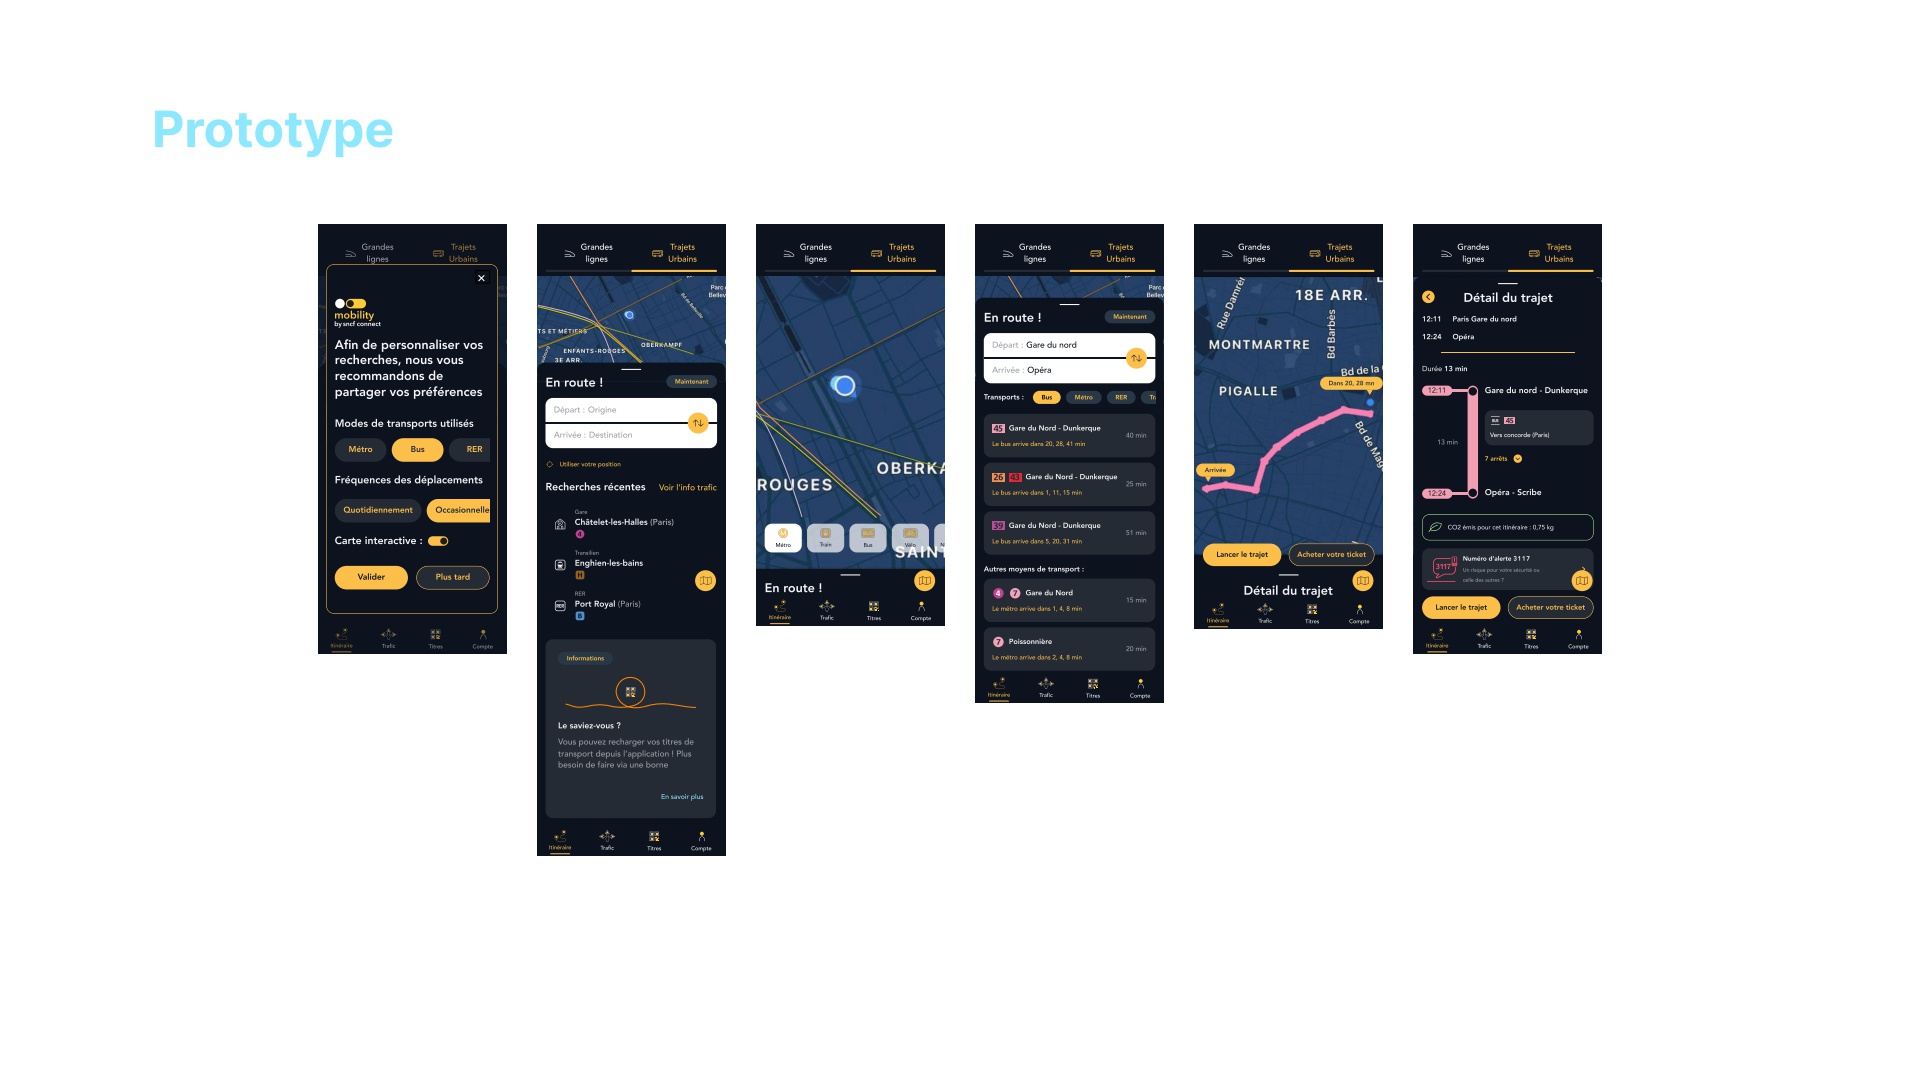 Prototype
Grandes
lignes
Trajets
Urbains
mobility
by sncf connect
Afin de personnaliser vos
recherches, nous vous
recommandons de
partager vos préférences
Modes de transports utilisés
Métro
Bus
RER
Fréquences des déplacements
Quotidiennement
Occasionnelle
Carte interactive :
Valider
Plus tard
Itinéraire
Trafic
Titres
Compte
Grandes
lignes
Trajets
Urbains
Parc
Bellev
Bd de Belleville
TS ET MÉTIERS
ENFANTS-ROUGES
OBERKAMPF
3E ARR.
En route !
Maintenant
Départ : Origine
Arrivée : Destination
Utiliser votre position
Recherches récentes
Voir l'info trafic
Gare
Châtelet-les-Halles (Paris)
4
Transilien
Enghien-les-bains
H
RER
Port Royal (Paris)
B
Informations
Le saviez-vous ?
Vous pouvez recharger vos titres de
transport depuis l'application ! Plus
besoin de faire via une borne
En savoir plus
Itinéraire
Trafic
Titres
Compte
Grandes
lignes
Trajets
Urbains
OBERKA
ROUGES
Métro
Train
Bus
Vélo
SAINT
En route !
Itinéraire
Trafic
Titres
Compte
Grandes
lignes
Trajets
Urbains
Parc
Bellev
En route !
Maintenant
Départ : Gare du nord
Arrivée : Opéra
Transports :
Bus
Métro
RER
Tr
45 Gare du Nord - Dunkerque
Le bus arrive dans 20, 28, 41 min
40 min
26 43 Gare du Nord - Dunkerque
Le bus arrive dans 1, 11, 15 min
25 min
39 Gare du Nord - Dunkerque
Le bus arrive dans 5, 20, 31 min
51 min
Autres moyens de transport :
4 7 Gare du Nord
Le métro arrive dans 1, 4, 8 min
15 min
7 Poissonnière
Le métro arrive dans 2, 4, 8 min
20 min
Itinéraire
Trafic
Titres
Compte
Grandes
lignes
Trajets
Urbains
Rue Damré
18E ARR.
Bd Barbès
MONTMARTRE
Bd de la
Dans 20, 28 mn
PIGALLE
Bd de Mag
Arrivée
Lancer le trajet
Acheter votre ticket
Détail du trajet
Itinéraire
Trafic
Titres
Compte
Grandes
lignes
Trajets
Urbains
Détail du trajet
12:11 Paris Gare du nord
12:24 Opéra
Durée 13 min
12:11 Gare du nord - Dunkerque
BUS 45
Vers concorde (Paris)
13 min
7 arrêts
12:24 Opéra - Scribe
CO2 émis pour cet itinéraire : 0,75 kg
3117
Numéro d'alerte 3117
Un risque pour votre sécurité ou
celle des autres ?
Lancer le trajet
Acheter votre ticket
Itinéraire
Trafic
Titres
Compte